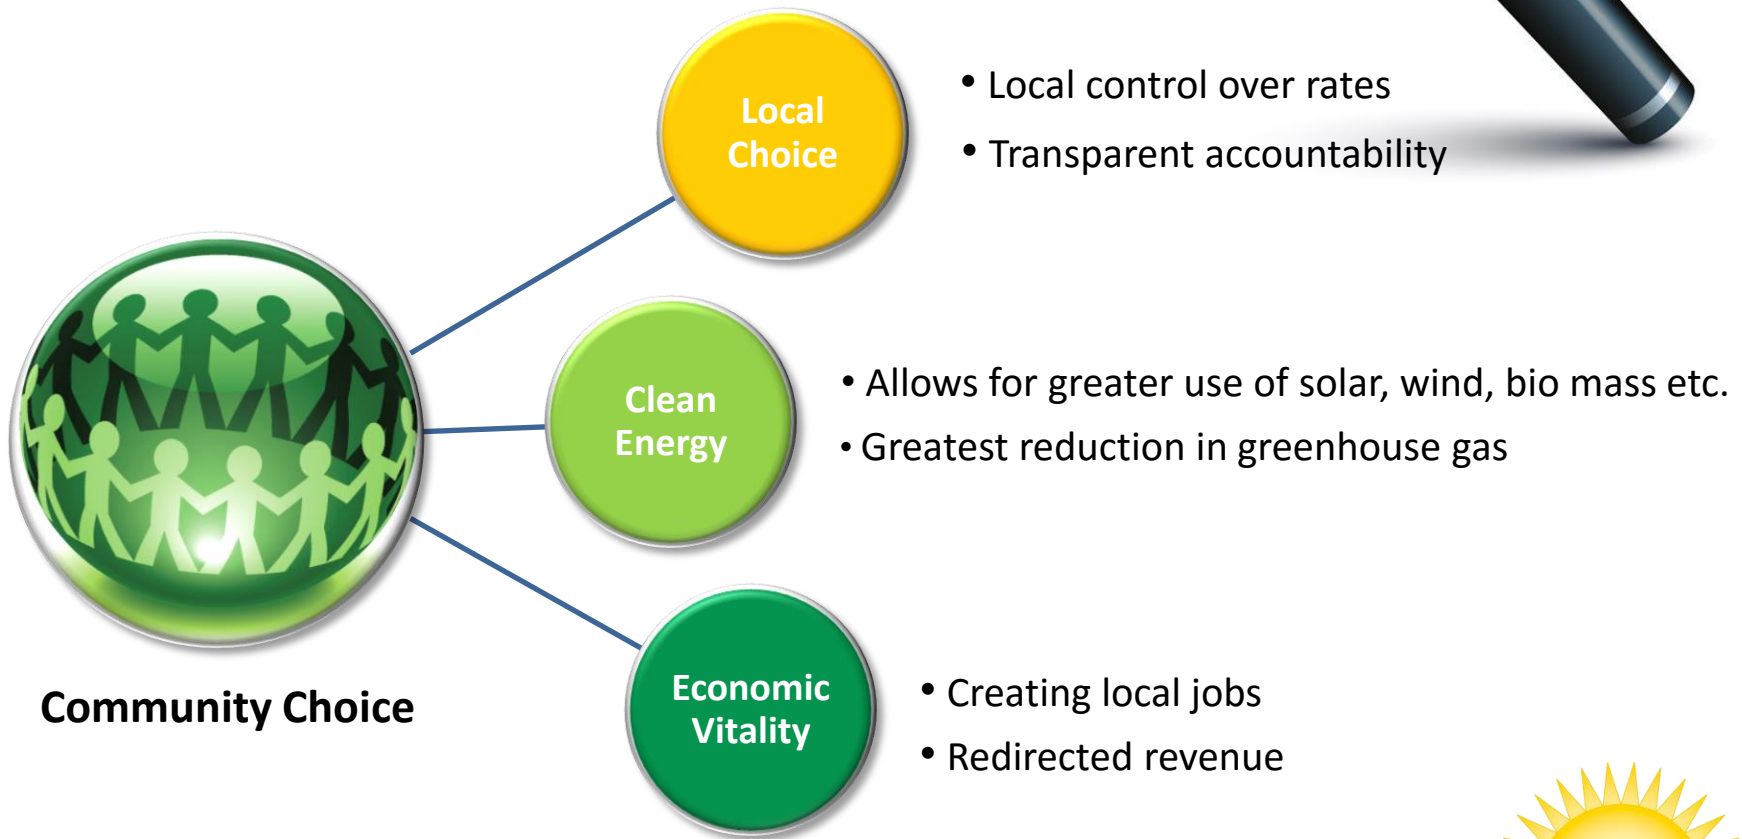 Local
Choice
• Local control over rates
• Transparent accountability
Clean
Energy
• Allows for greater use of solar, wind, bio mass etc.
• Greatest reduction in greenhouse gas
Community Choice
Economic
Vitality
• Creating local jobs
• Redirected revenue